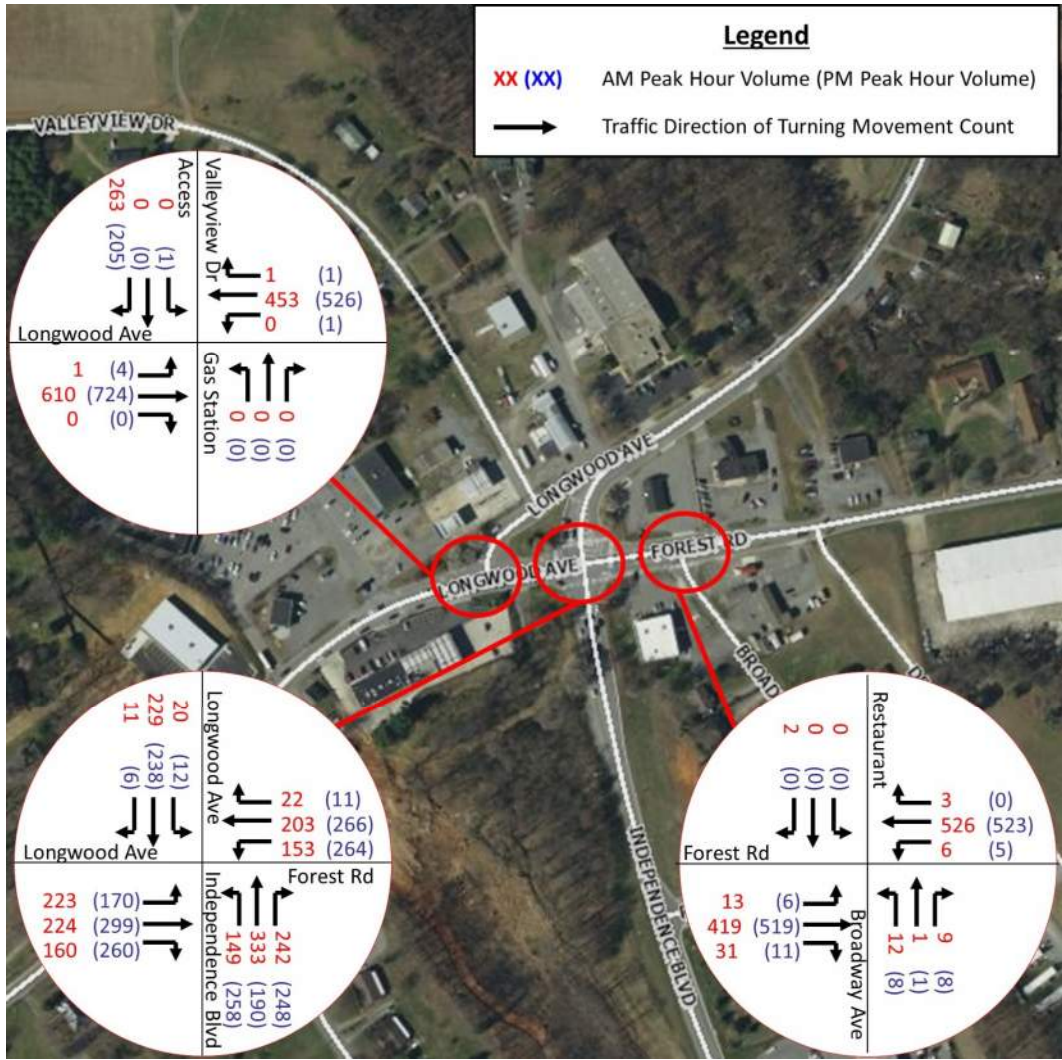 Legend
XX (XX) AM Peak Hour Volume (PM Peak Hour Volume)
Traffic Direction of Turning Movement Count
VALLEYVIEW DR
Valleyview Dr
Access
263 (205)
0 (0)
0 (1)
1 (1)
453 (526)
0 (1)
Longwood Ave
1 (4)
610 (724)
0 (0)
Gas Station
0 (0)
0 (0)
0 (0)
LONGWOOD AVE
LONGWOOD AVE
FOREST RD
BROAD
INDEPENDENCE BLVD
Longwood Ave
11 (6)
229 (238)
20 (12)
22 (11)
203 (266)
153 (264)
Longwood Ave
Forest Rd
223 (170)
224 (299)
160 (260)
Independence Blvd
149 (258)
333 (190)
242 (248)
Restaurant
2 (0)
0 (0)
0 (0)
3 (0)
526 (523)
6 (5)
Forest Rd
13 (6)
419 (519)
31 (11)
Broadway Ave
12 (8)
1 (1)
9 (8)